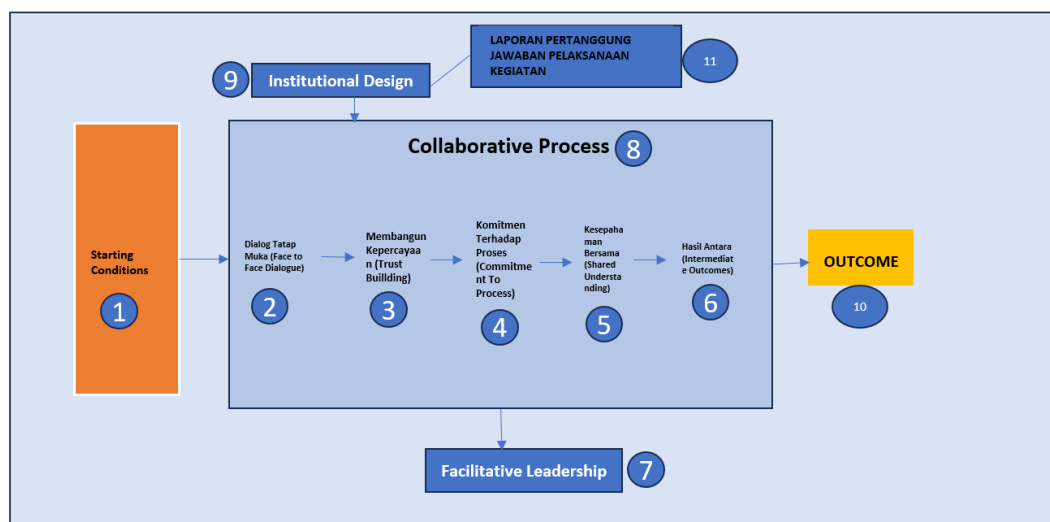 LAPORAN PERTANGGUNG
JAWABAN PELAKSANAAN
KEGIATAN
11
9
Institutional Design
Collaborative Process
8
Starting
Conditions
1
Dialog Tatap
Muka (Face to
Face Dialogue)
2
Membangun
Kepercayaa
n (Trust
Buillding)
3
Komitmen
Terhadap
Proses
(Commitme
nt To
Process)
4
Kesepaha
man
Bersama
(Shared
Understa
nding)
5
Hasil Antara
(Intermediat
e Outcomes)
6
OUTCOME
10
Facilitative Leadership
7